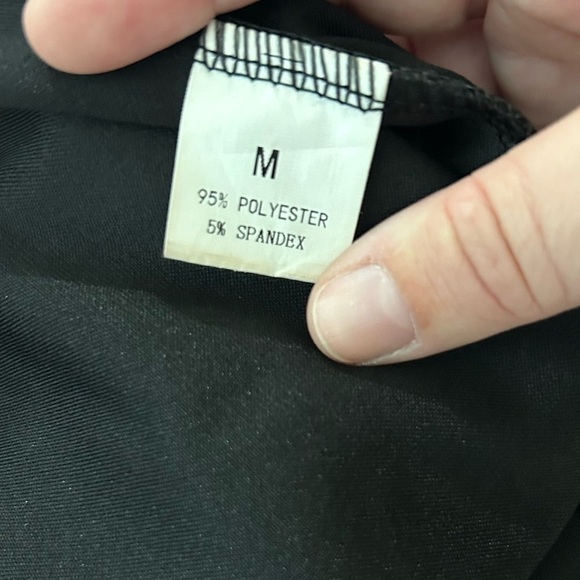 M
95% POLYESTER
5% SPANDEX